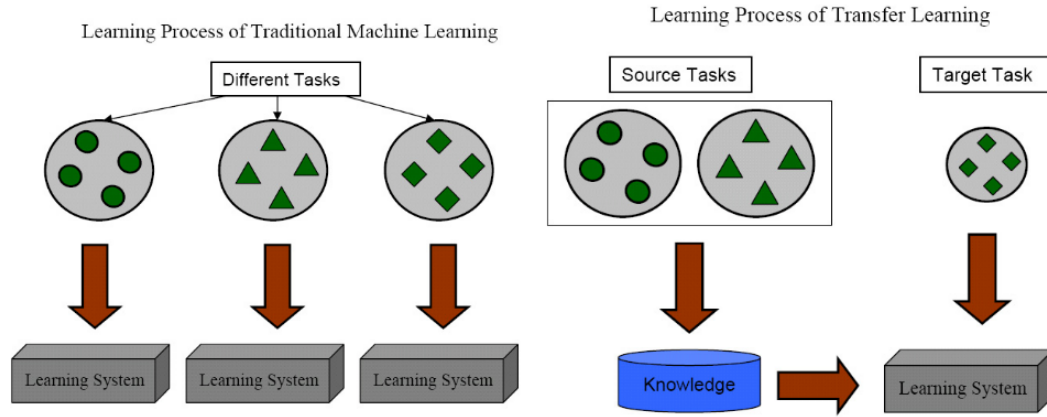 Learning Process of Traditional Machine Learning
Different Tasks
Learning System
Learning System
Learning System
Learning Process of Transfer Learning
Source Tasks
Target Task
Knowledge
Learning System